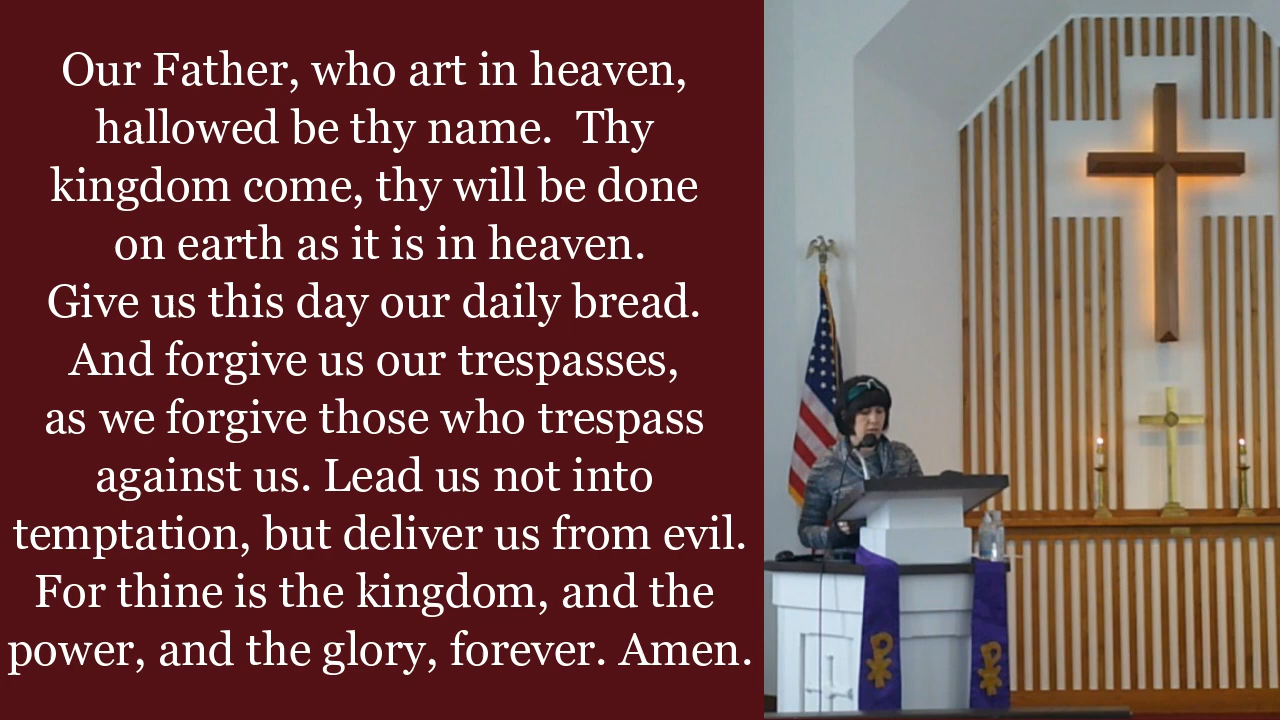 Our Father, who art in heaven,
hallowed be thy name.  Thy
kingdom come, thy will be done
on earth as it is in heaven.
Give us this day our daily bread.
And forgive us our trespasses,
as we forgive those who trespass
against us. Lead us not into
temptation, but deliver us from evil.
For thine is the kingdom, and the
power, and the glory, forever. Amen.